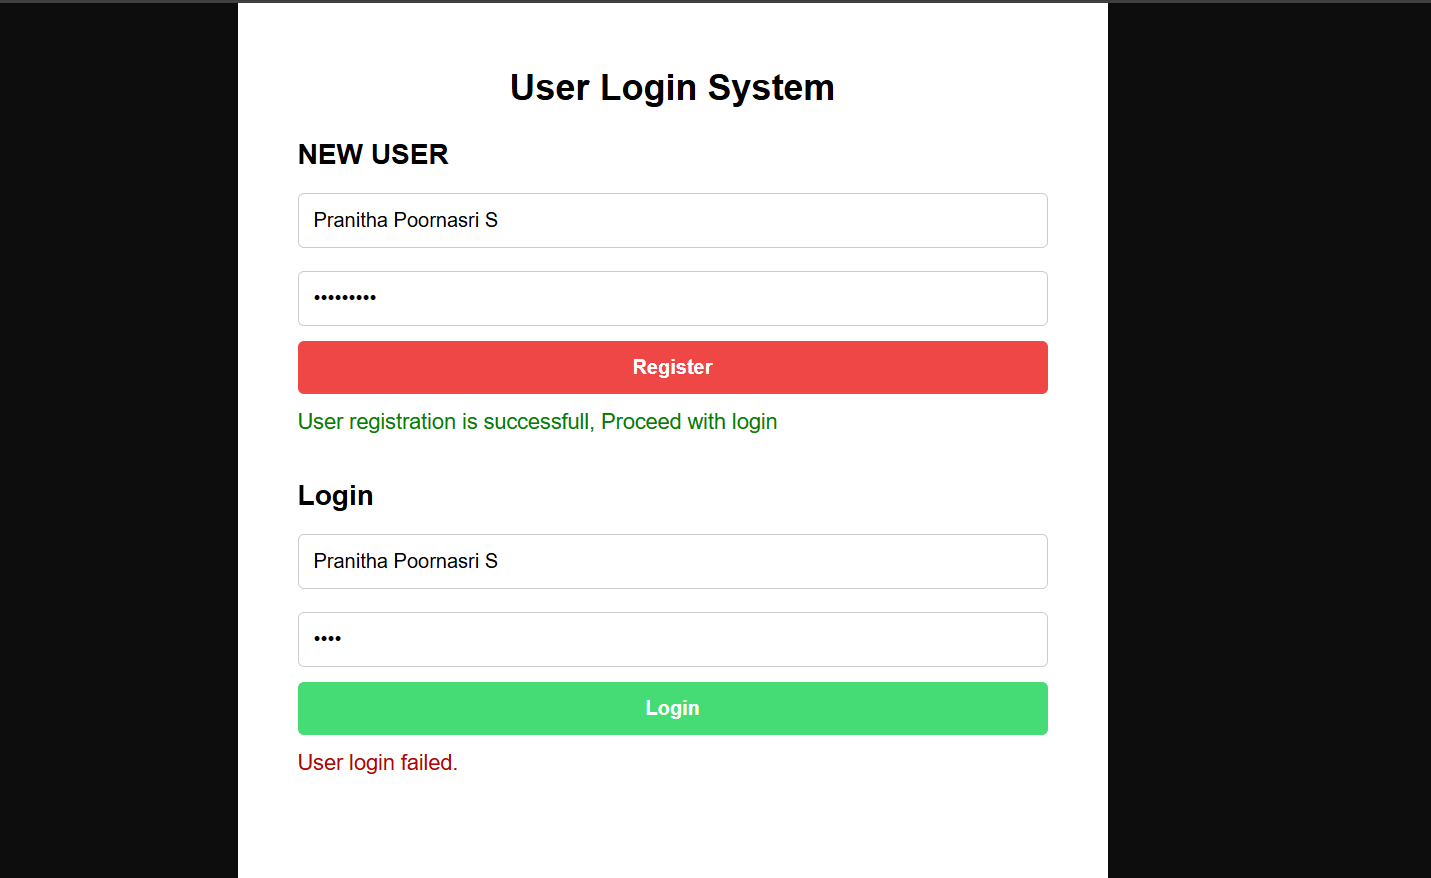 User Login System
NEW USER
Pranitha Poornasri S
•••••••••
Register
User registration is successfull, Proceed with login
Login
Pranitha Poornasri S
••••
Login
User login failed.